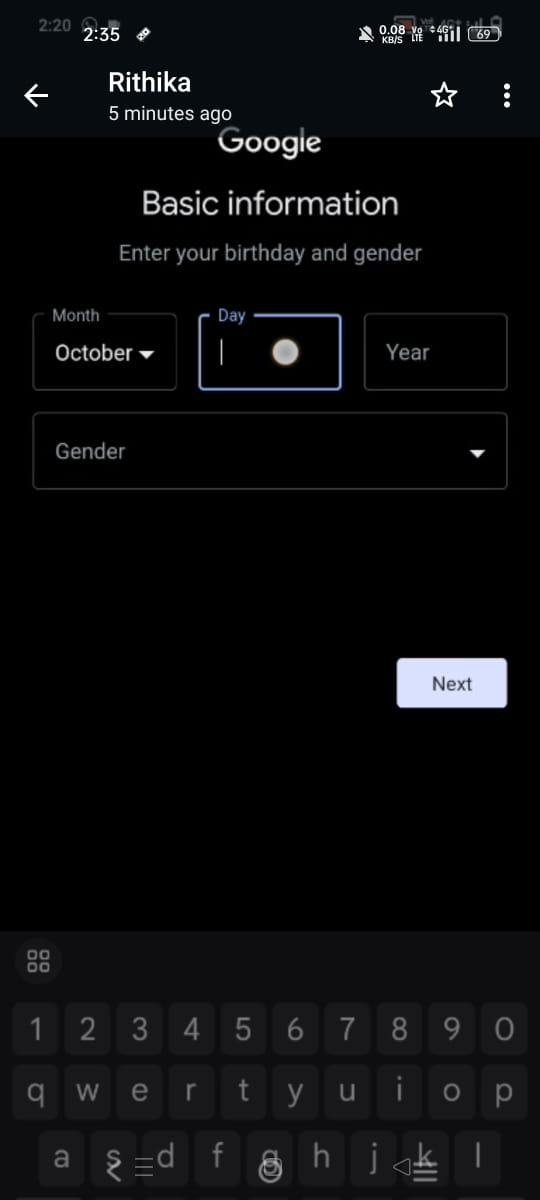 2:20
2:35 0.08 KB/S Vo LTE 4G 69
Rithika
5 minutes ago
Google
Basic information
Enter your birthday and gender
Month Day
October Year
Gender
Next
1 2 3 4 5 6 7 8 9 0
q w e r t y u i o p
a s d f g h j k l